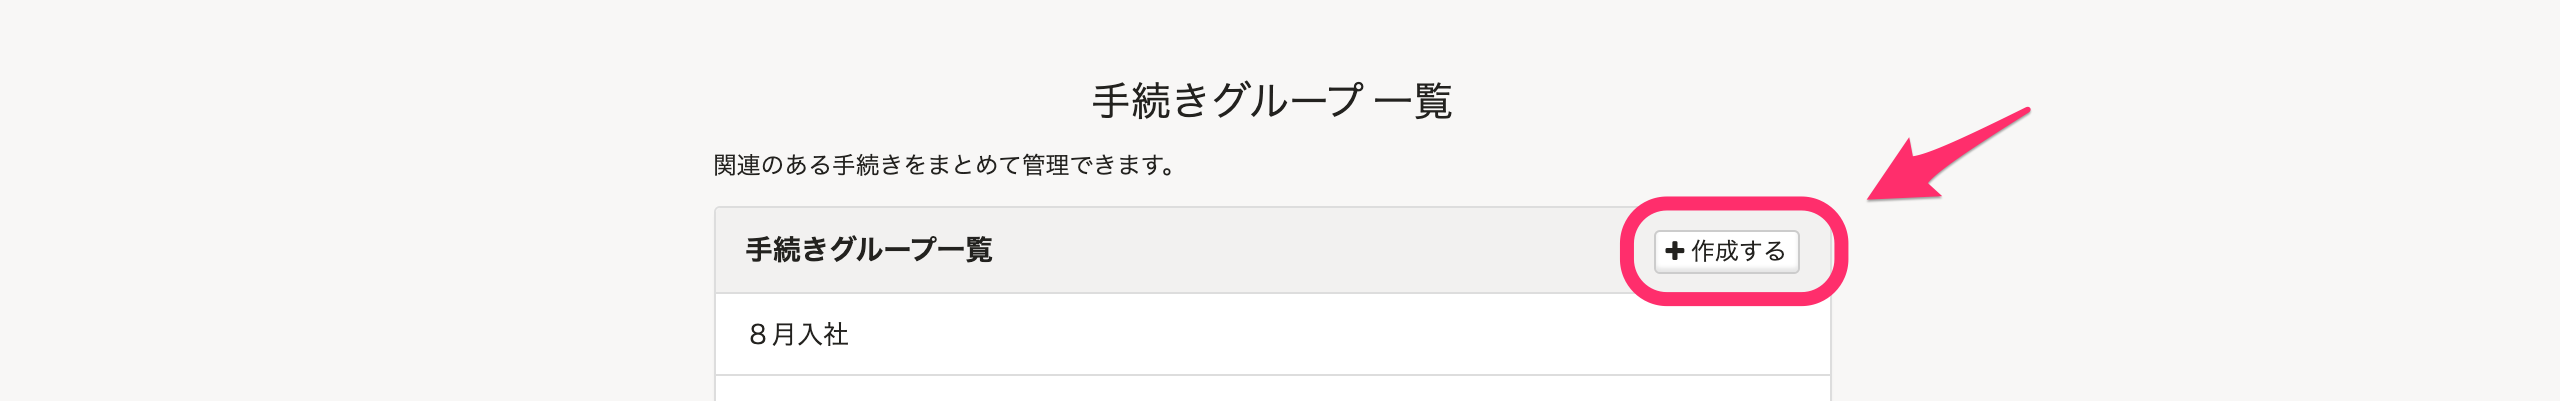 手続きグループ 一覧
関連のある手続きをまとめて管理できます。
手続きグループ一覧
+ 作成する
８月入社